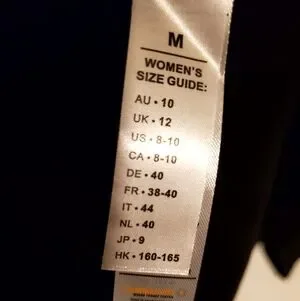 M
WOMEN'S
SIZE GUIDE:
AU • 10
UK • 12
US • 8-10
CA • 8-10
DE • 40
FR • 38-40
IT • 44
NL • 40
JP • 9
HK • 160-165